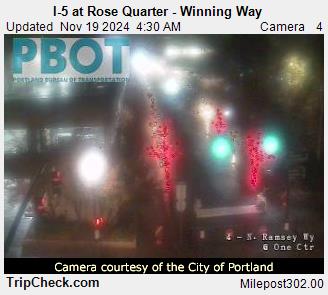 I-5 at Rose Quarter - Winning Way
Updated Nov 19 2024 4:30 AM Camera 4
PBOT
PORTLAND BUREAU OF TRANSPORTATION
4 - N. Ramsey Wy
@ One Ctr
Camera courtesy of the City of Portland
TripCheck.com Milepost302.00